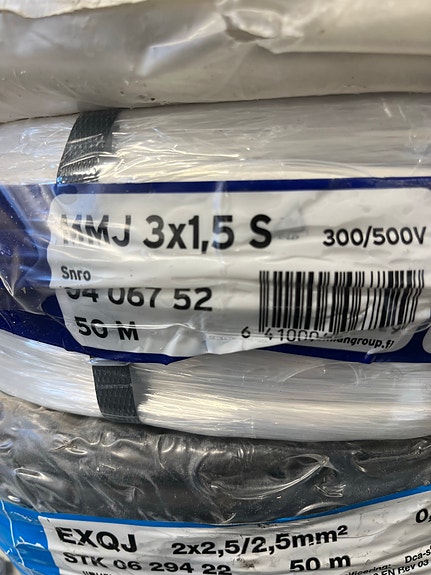 MMJ 3x1,5 S 300/500V
Snro
04 067 52
50 M
EXQJ 2x2,5/2,5mm²
STK 06 294 22 50 m